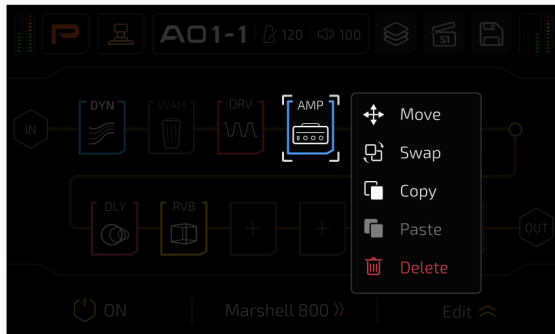 P A01-1 120 100 S1
IN DYN WAH DRV AMP
Move
Swap
Copy
Paste
Delete
DLY RVB + + OUT
ON Marshell 800 » Edit